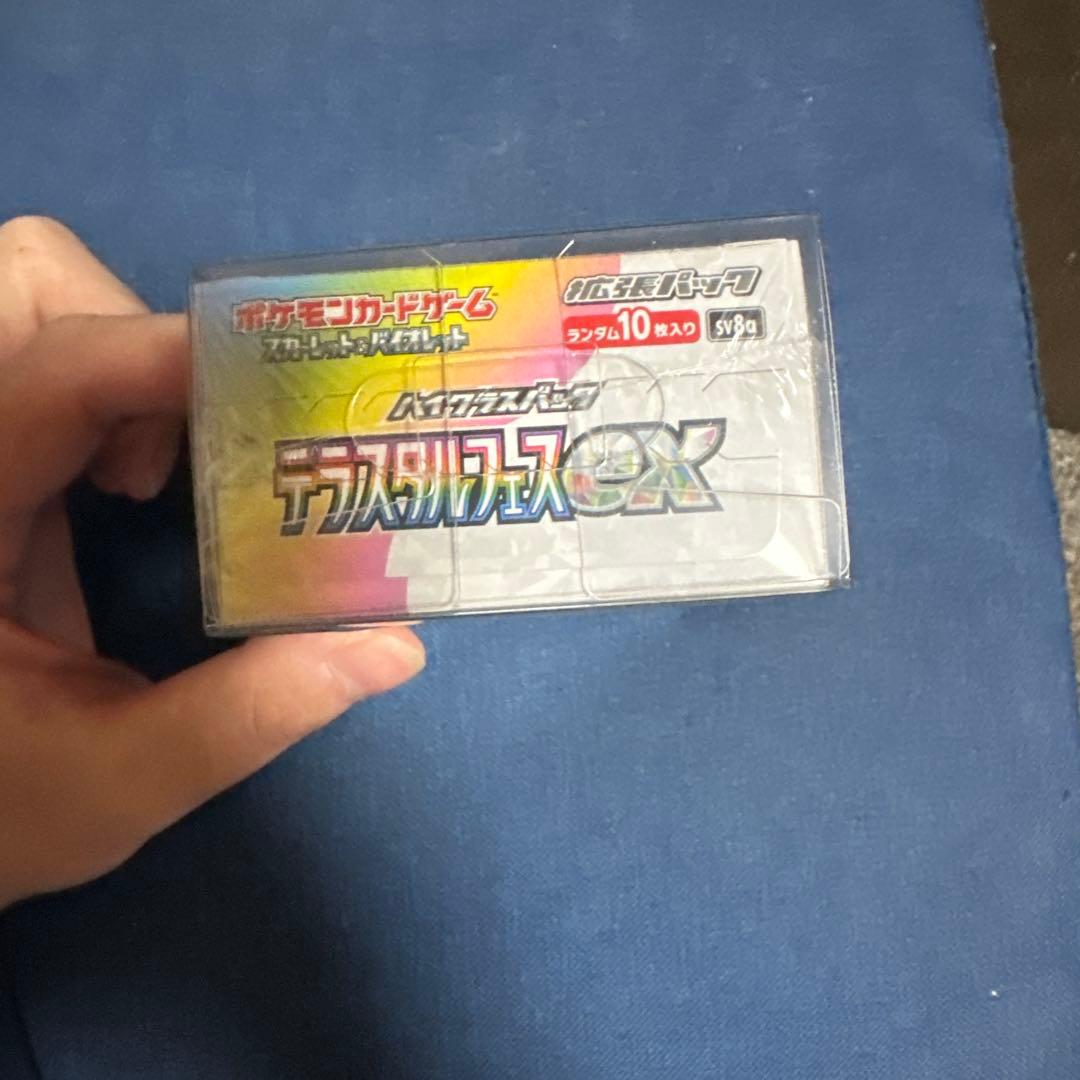 ポケモンカードゲーム
スカーレット&バイオレット
拡張パック
ランダム10枚入り
sv8a
ハイクラスパック
テラスタルフェスex